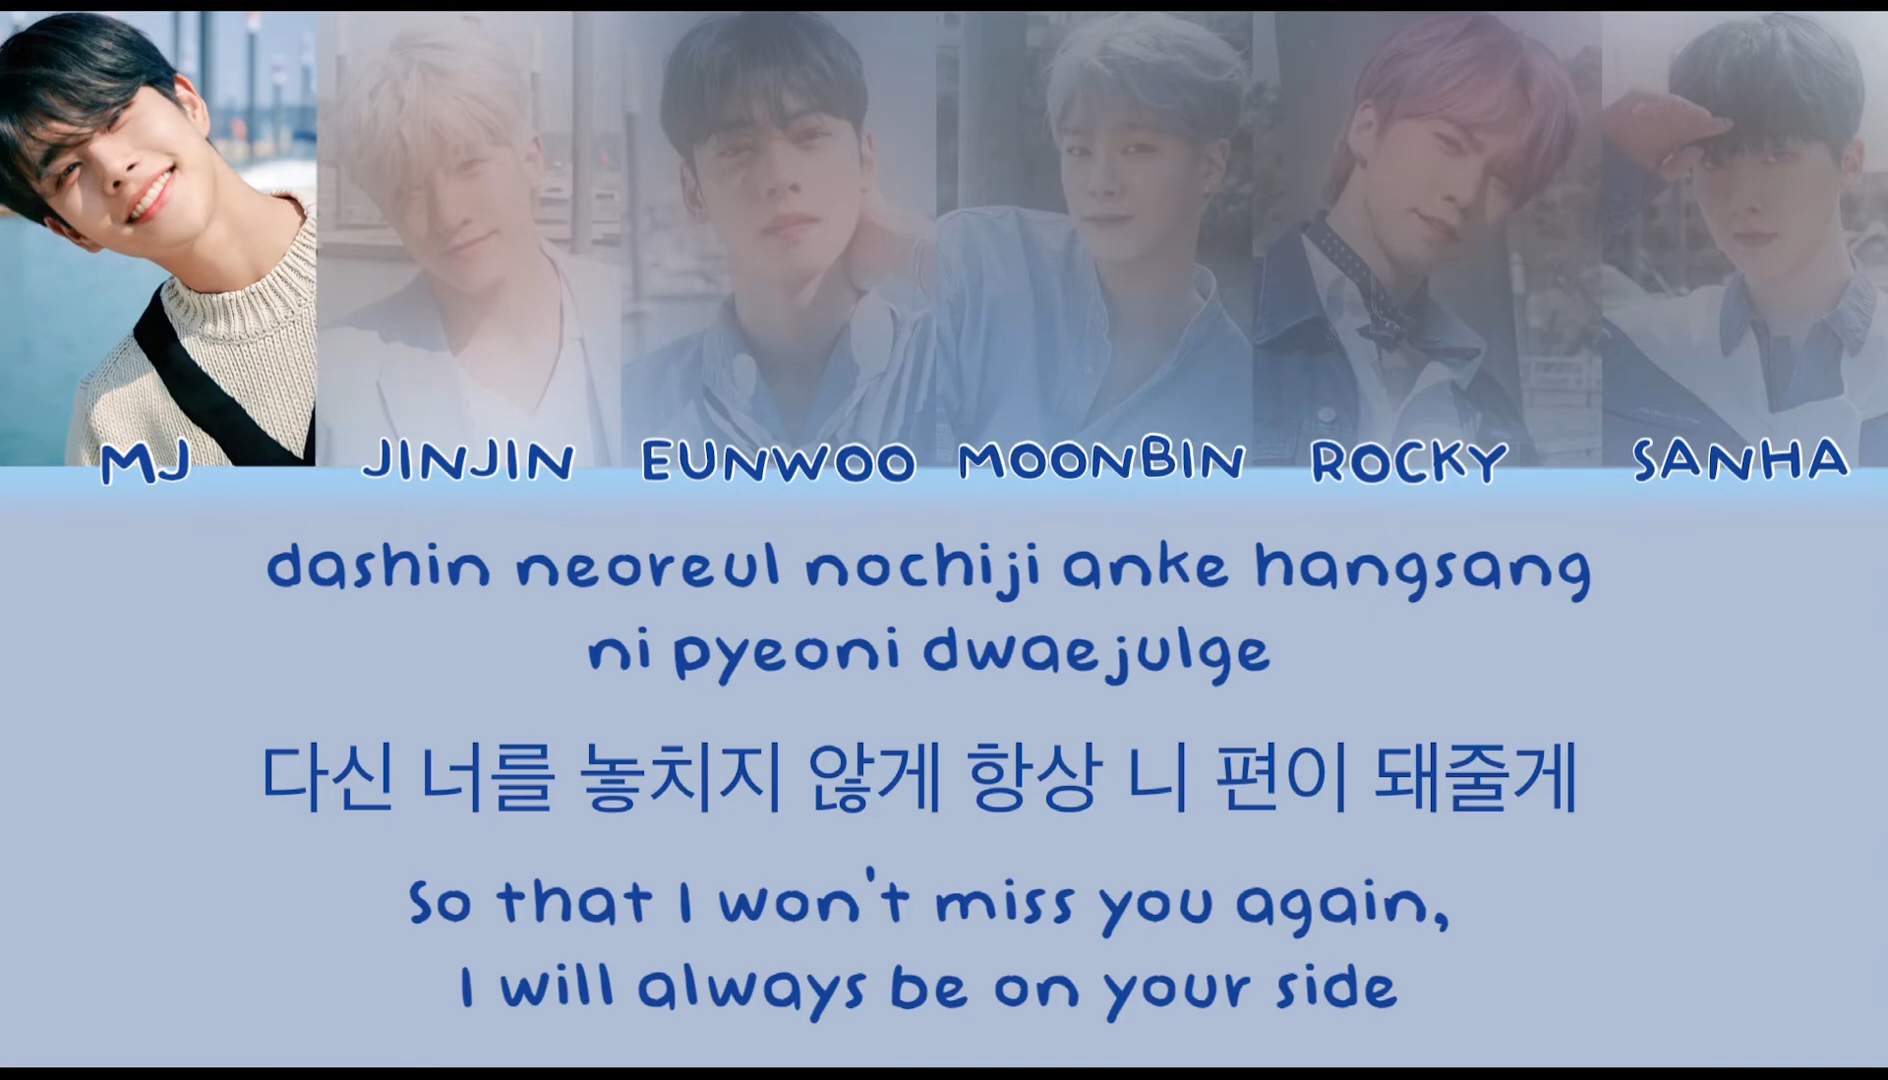 MJ JINJIN EUNWOO MOONBIN ROCKY SANHA
dashin neoreul nochiji anke hangsang
ni pyeoni dwaejulge
다신 너를 놓치지 않게 항상 니 편이 돼줄게
So that I won't miss you again,
I will always be on your side